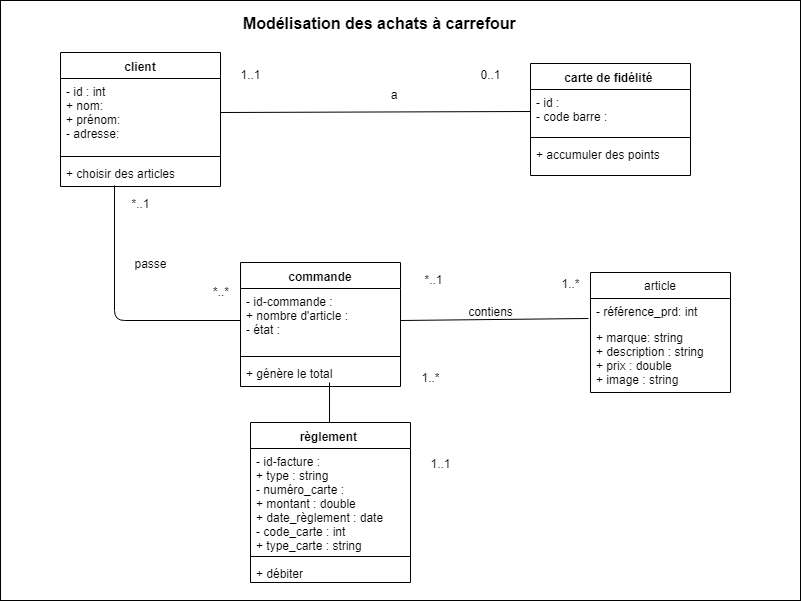 Modélisation des achats à carrefour
client
- id : int
+ nom:
+ prénom:
- adresse:
+ choisir des articles
1..1
0..1
a
carte de fidélité
- id :
- code barre :
+ accumuler des points
*..1
passe
*..*
commande
- id-commande :
+ nombre d'article :
- état :
+ génère le total
*..1
1..*
contiens
article
- référence_prd: int
+ marque: string
+ description : string
+ prix : double
+ image : string
1..*
règlement
- id-facture :
+ type : string
- numéro_carte :
+ montant : double
+ date_règlement : date
- code_carte : int
+ type_carte : string
+ débiter
1..1